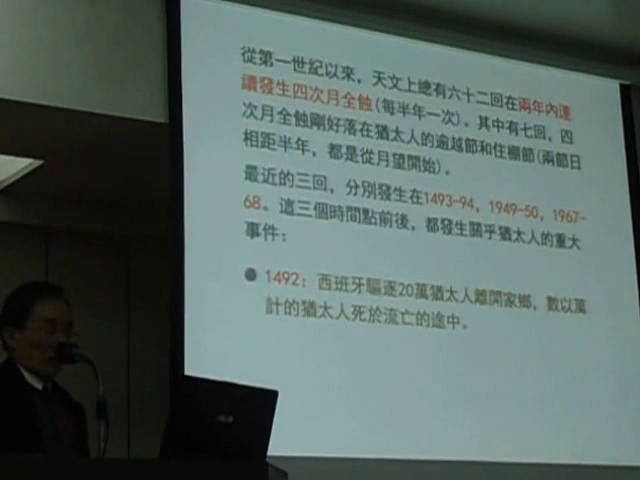 從第一世紀以來，天文上總有六十二回在兩年內連
續發生四次月全蝕(每半年一次)。其中有七回，四
次月全蝕剛好落在猶太人的逾越節和住棚節(兩節日
相距半年，都是從月望開始)。
最近的三回，分別發生在1493-94，1949-50，1967-
68。這三個時間點前後，都發生關乎猶太人的重大
事件：
● 1492：西班牙驅逐20萬猶太人離開家鄉，數以萬
計的猶太人死於流亡的途中。